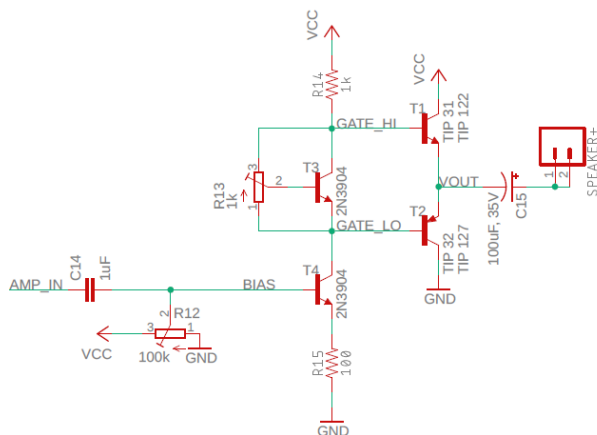 VCC
R14
1k
VCC
GATE_HI
T1
TIP 31
TIP 122
T3
2N3904
R13
1k
3
2
1
VOUT
100uF, 35V
C15
1
2
SPEAKER+
GATE_LO
T2
TIP 32
TIP 127
GND
C14
1uF
AMP_IN
BIAS
T4
2N3904
2
R12
3
1
VCC
100k
GND
R15
100
GND